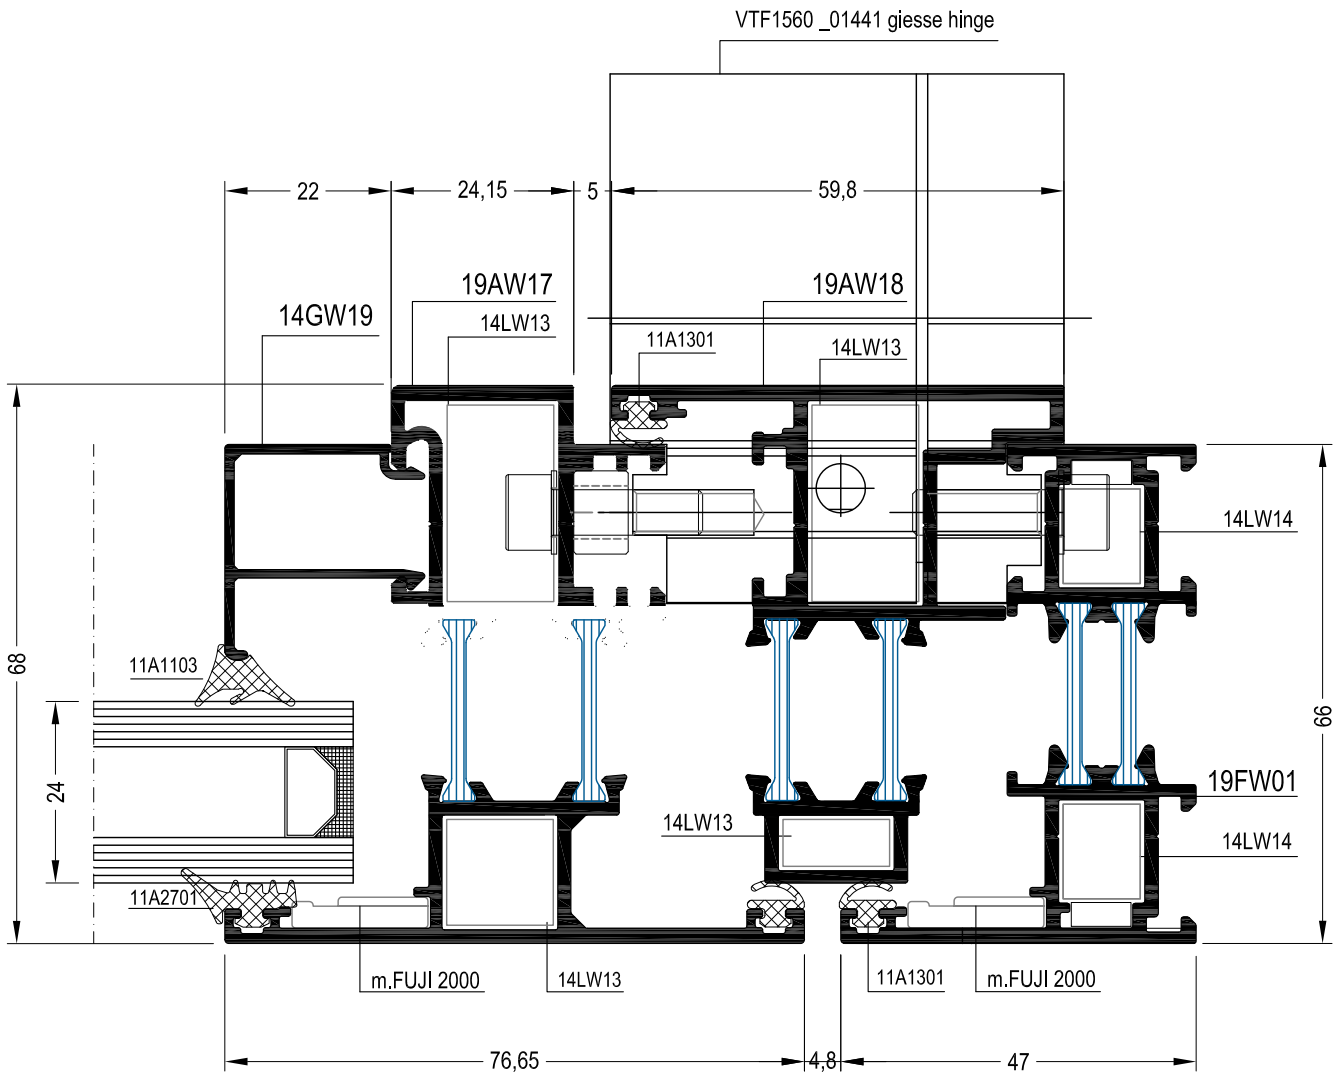 VTF1560 _01441 giesse hinge
22
24,15
5
59,8
19AW17
19AW18
14GW19
14LW13
11A1301
14LW13
14LW14
68
66
11A1103
24
19FW01
14LW13
14LW14
11A2701
m.FUJI 2000
14LW13
11A1301
m.FUJI 2000
76,65
4,8
47